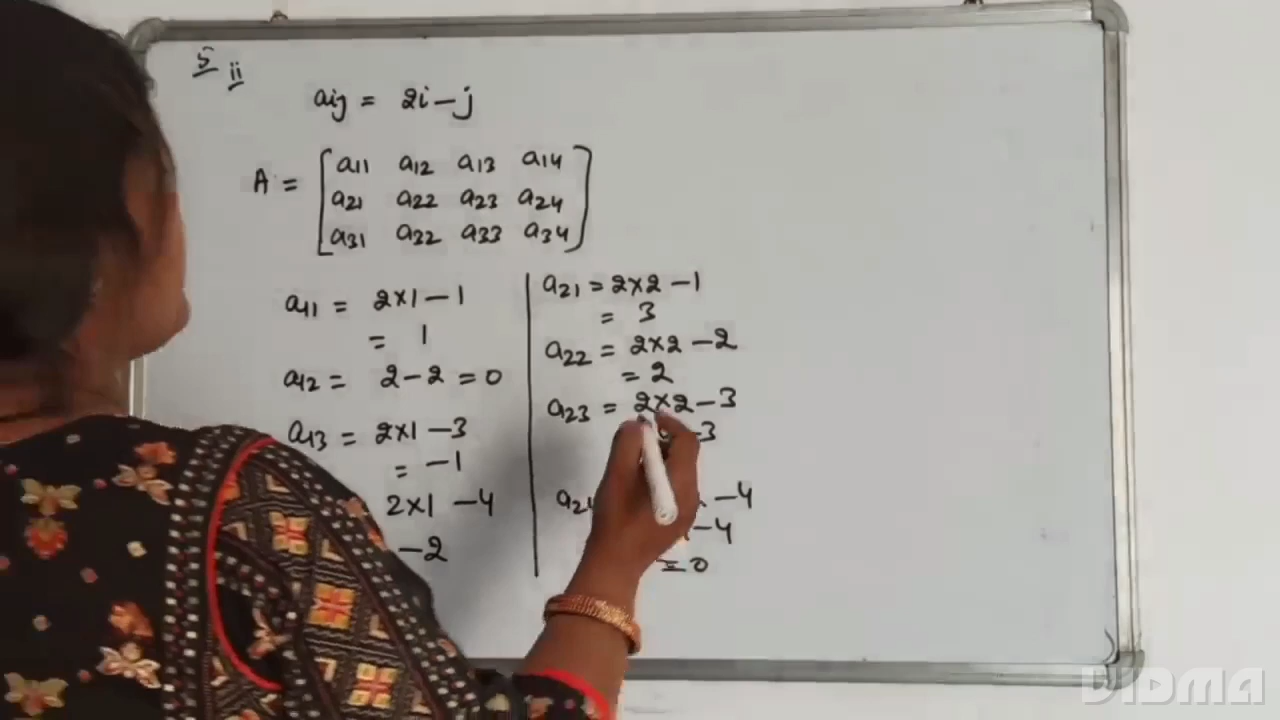 5 ii
aij = 2i - j
A = [ a11 a12 a13 a14
a21 a22 a23 a24
a31 a32 a33 a34 ]
a11 = 2×1 - 1
= 1
a12 = 2 - 2 = 0
a13 = 2×1 - 3
= -1
2×1 - 4
-2
a21 = 2×2 - 1
= 3
a22 = 2×2 - 2
= 2
a23 = 2×2 - 3
- 3
a24 - 4
- 4
= 0
VIDMA